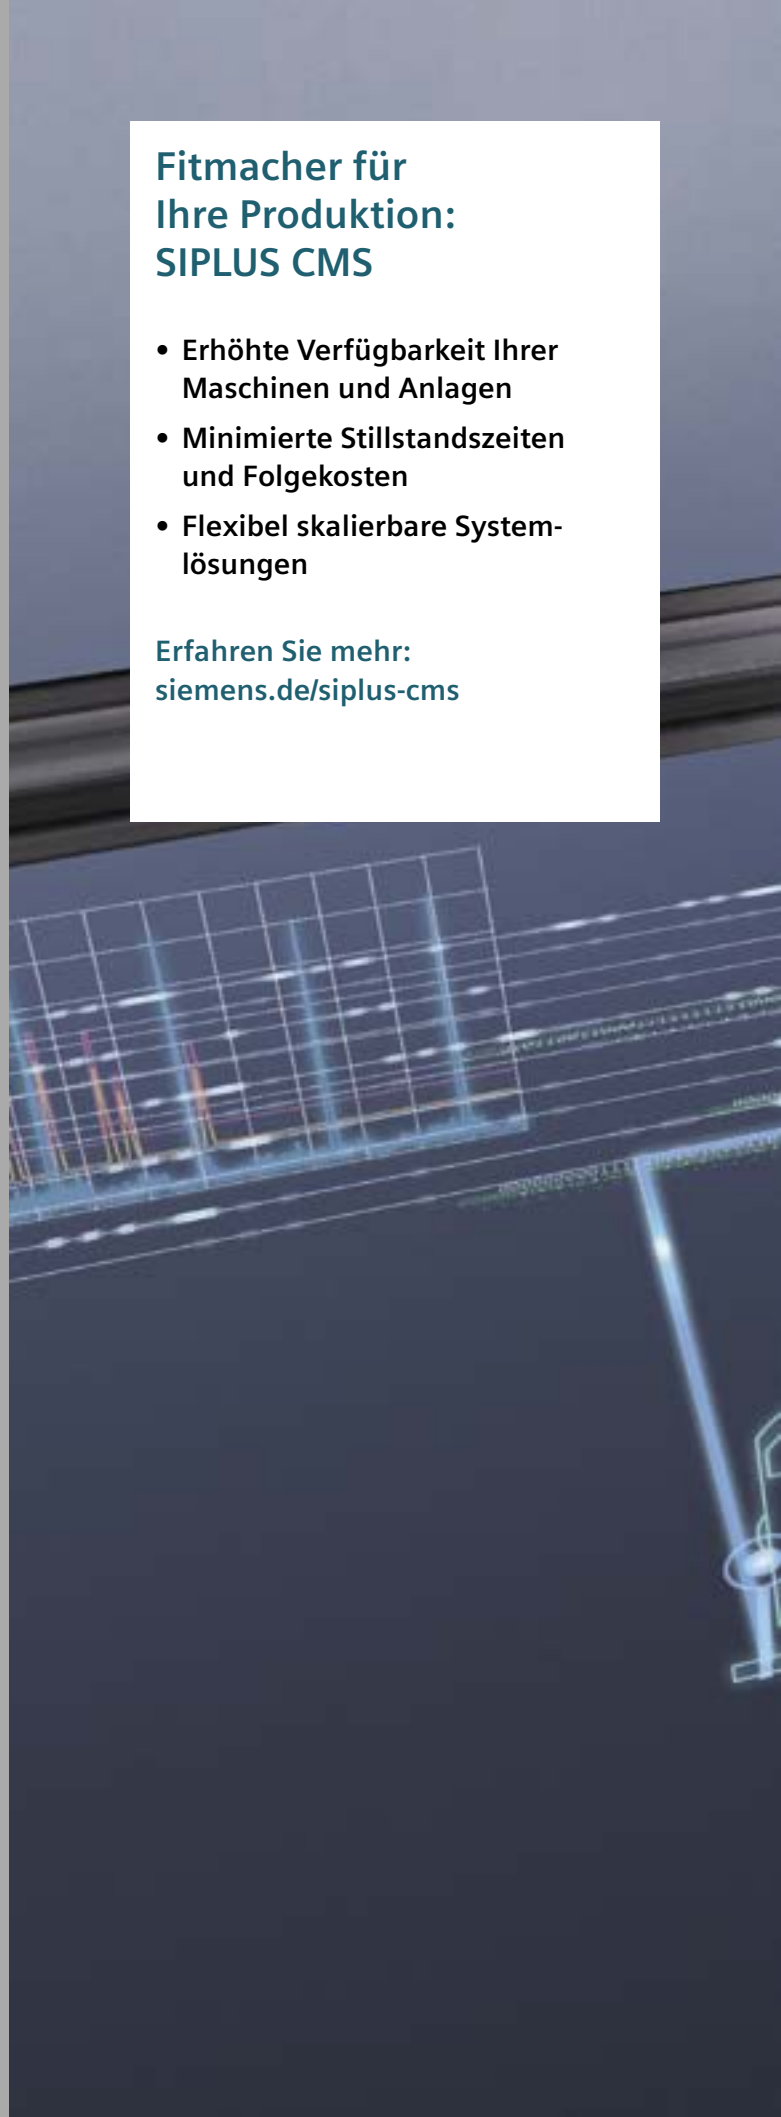 Fitmacher für
Ihre Produktion:
SIPLUS CMS
• Erhöhte Verfügbarkeit Ihrer
Maschinen und Anlagen
• Minimierte Stillstandszeiten
und Folgekosten
• Flexibel skalierbare System-
lösungen
Erfahren Sie mehr:
siemens.de/siplus-cms